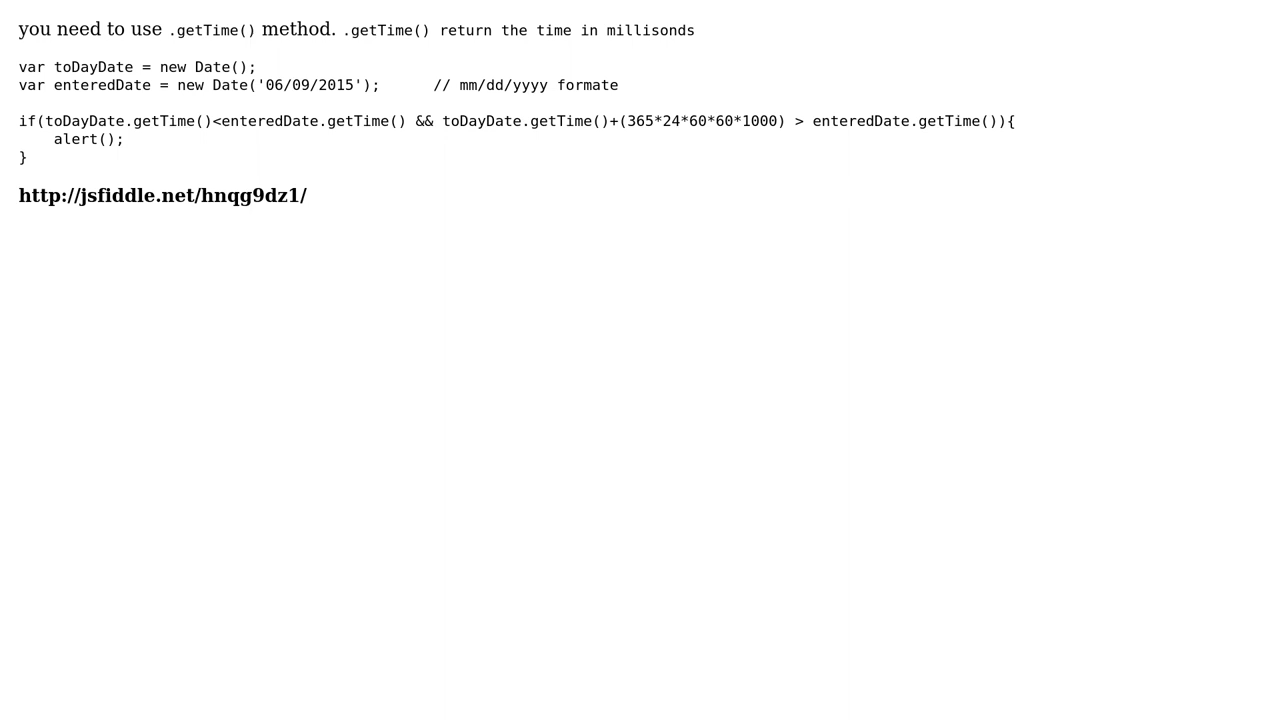 you need to use .getTime() method. .getTime() return the time in millisonds
var toDayDate = new Date();
var enteredDate = new Date('06/09/2015');      // mm/dd/yyyy formate
if(toDayDate.getTime()<enteredDate.getTime() && toDayDate.getTime()+(365*24*60*60*1000) > enteredDate.getTime()){
    alert();
}
http://jsfiddle.net/hnqg9dz1/